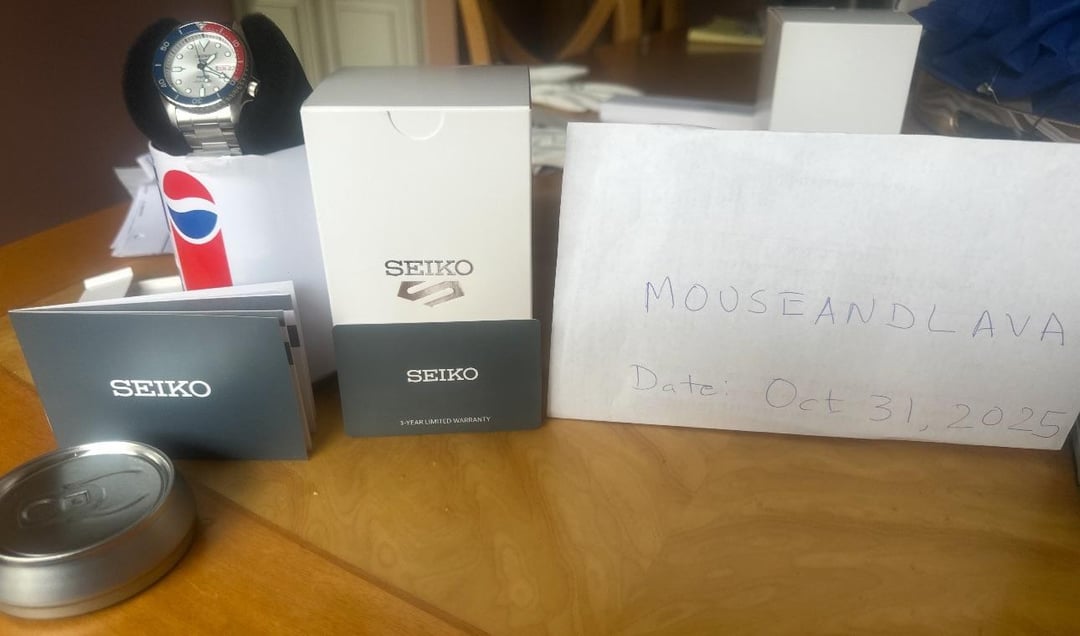 SEIKO
SEIKO
SEIKO
3-YEAR LIMITED WARRANTY
MOUSEANDLAVA
Date: Oct 31, 2025